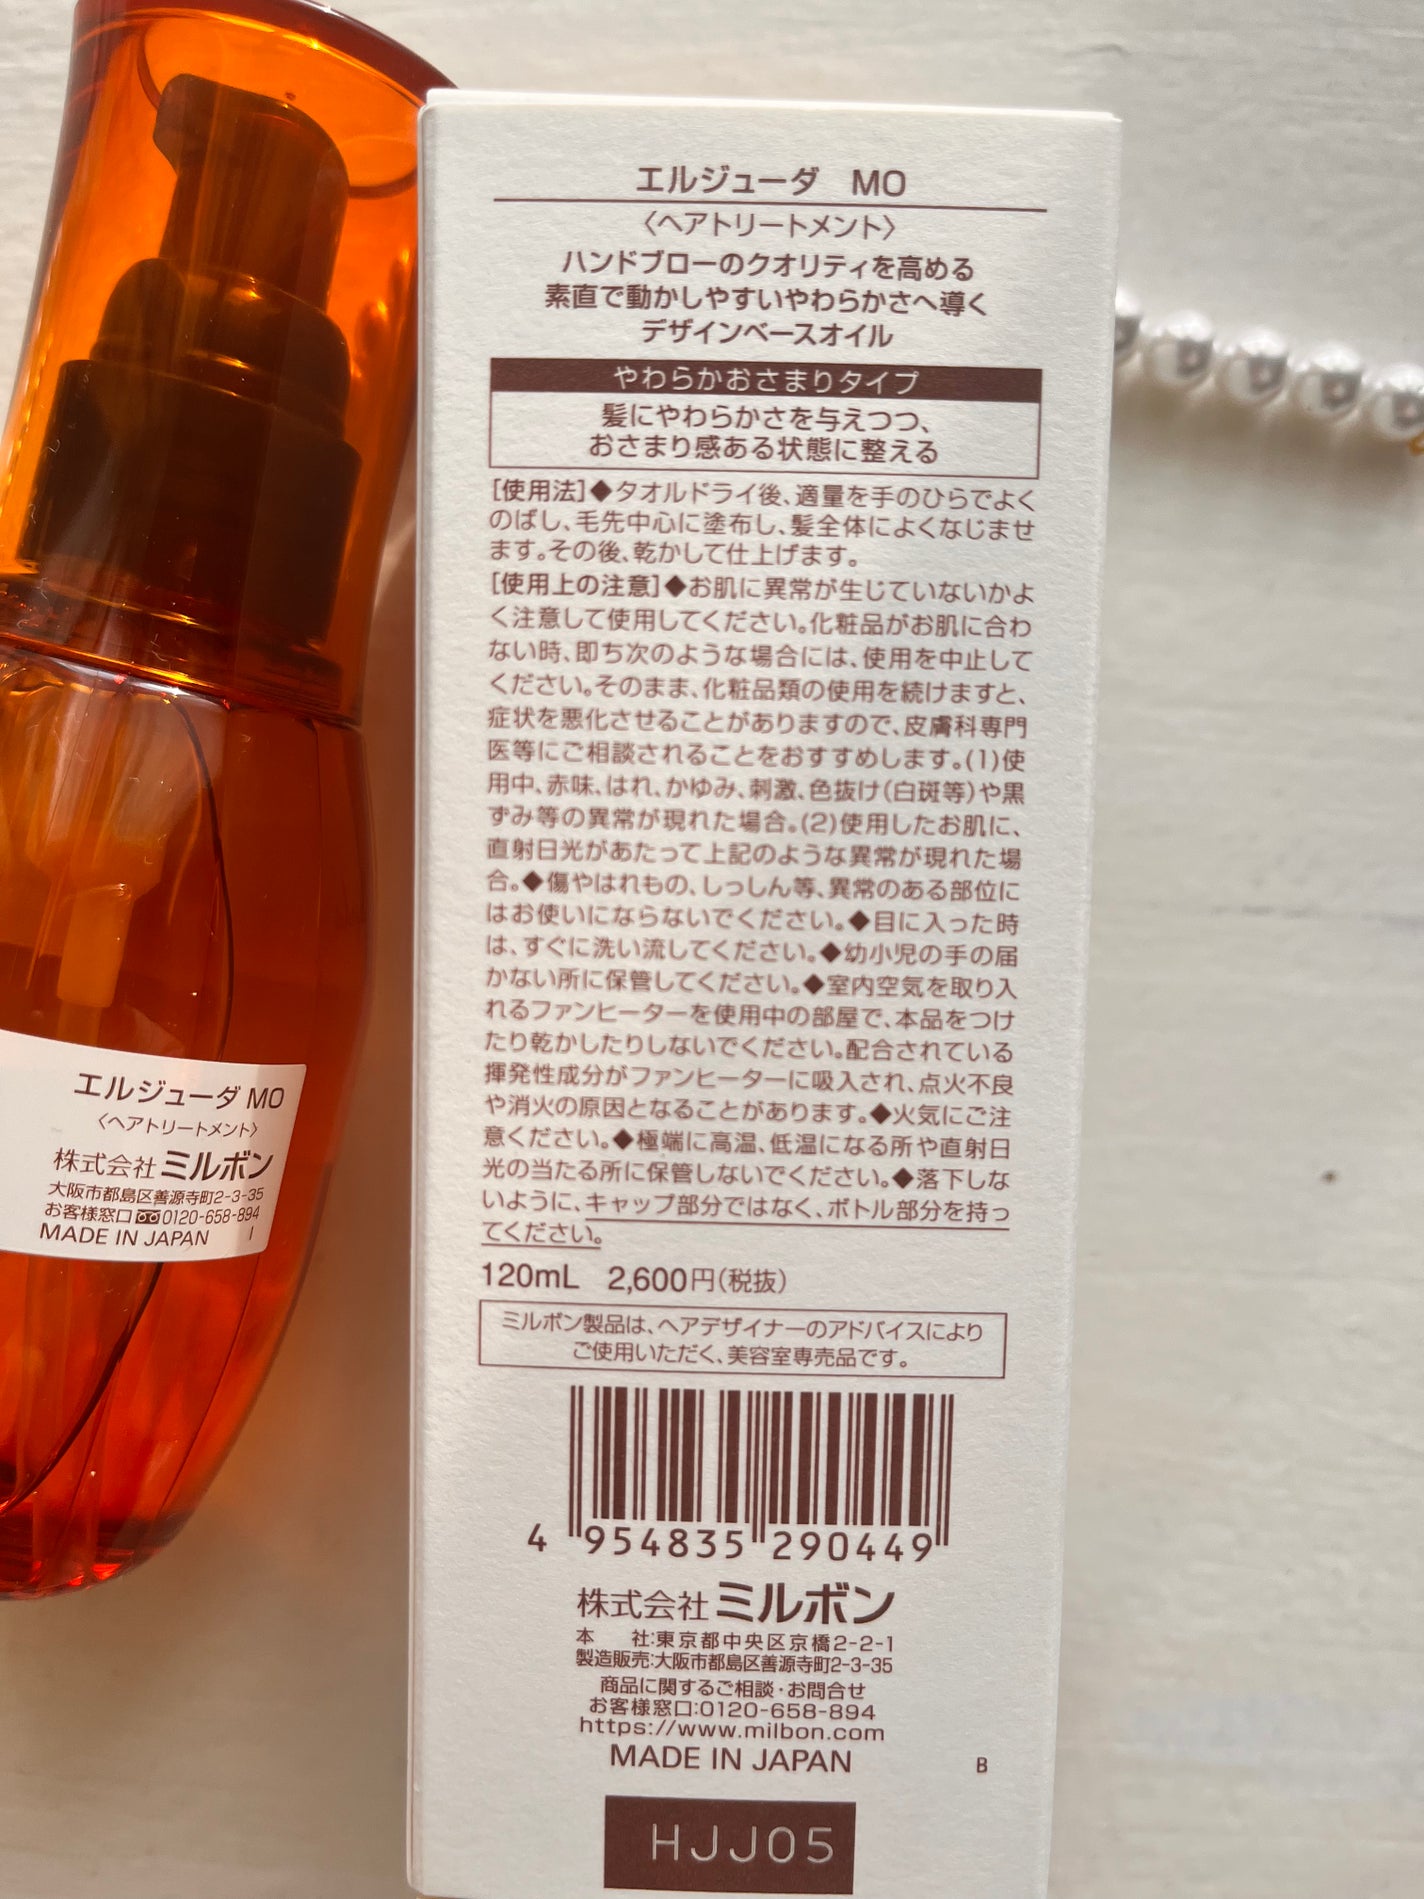 エルジューダ MO
〈ヘアトリートメント〉
ハンドブローのクオリティを高める
素直で動かしやすいやわらかさへ導く
デザインベースオイル
やわらかおさまりタイプ
髪にやわらかさを与えつつ、
おさまり感ある状態に整える
[使用法]◆タオルドライ後、適量を手のひらでよく
のばし、毛先中心に塗布し、髪全体によくなじませ
ます。その後、乾かして仕上げます。
[使用上の注意]◆お肌に異常が生じていないかよ
く注意して使用してください。化粧品がお肌に合わ
ない時、即ち次のような場合には、使用を中止して
ください。そのまま、化粧品類の使用を続けますと、
症状を悪化させることがありますので、皮膚科専門
医等にご相談されることをおすすめします。(1)使
用中、赤味、はれ、かゆみ、刺激、色抜け(白斑等)や黒
ずみ等の異常が現れた場合。(2)使用したお肌に、
直射日光があたって上記のような異常が現れた場
合。◆傷やはれもの、しっしん等、異常のある部位に
はお使いにならないでください。◆目に入った時
は、すぐに洗い流してください。◆幼小児の手の届
かない所に保管してください。◆室内空気を取り入
れるファンヒーターを使用中の部屋で、本品をつけ
たり乾かしたりしないでください。配合されている
揮発性成分がファンヒーターに吸入され、点火不良
や消火の原因となることがあります。◆火気にご注
意ください。◆極端に高温、低温になる所や直射日
光の当たる所に保管しないでください。◆落下しな
いように、キャップ部分ではなく、ボトル部分を持っ
てください。
120mL 2,600円(税抜)
ミルボン製品は、ヘアデザイナーのアドバイスにより
ご使用いただく、美容室専売品です。
4 954835 290449
株式会社 ミルボン
本 社:東京都中央区京橋2-2-1
製造販売:大阪市都島区善源寺町2-3-35
商品に関するご相談・お問合せ
お客様窓口:0120-658-894
https://www.milbon.com
MADE IN JAPAN B
HJJ05
エルジューダ MO
〈ヘアトリートメント〉
株式会社 ミルボン
大阪市都島区善源寺町2-3-35
お客様窓口 0120-658-894
MADE IN JAPAN I